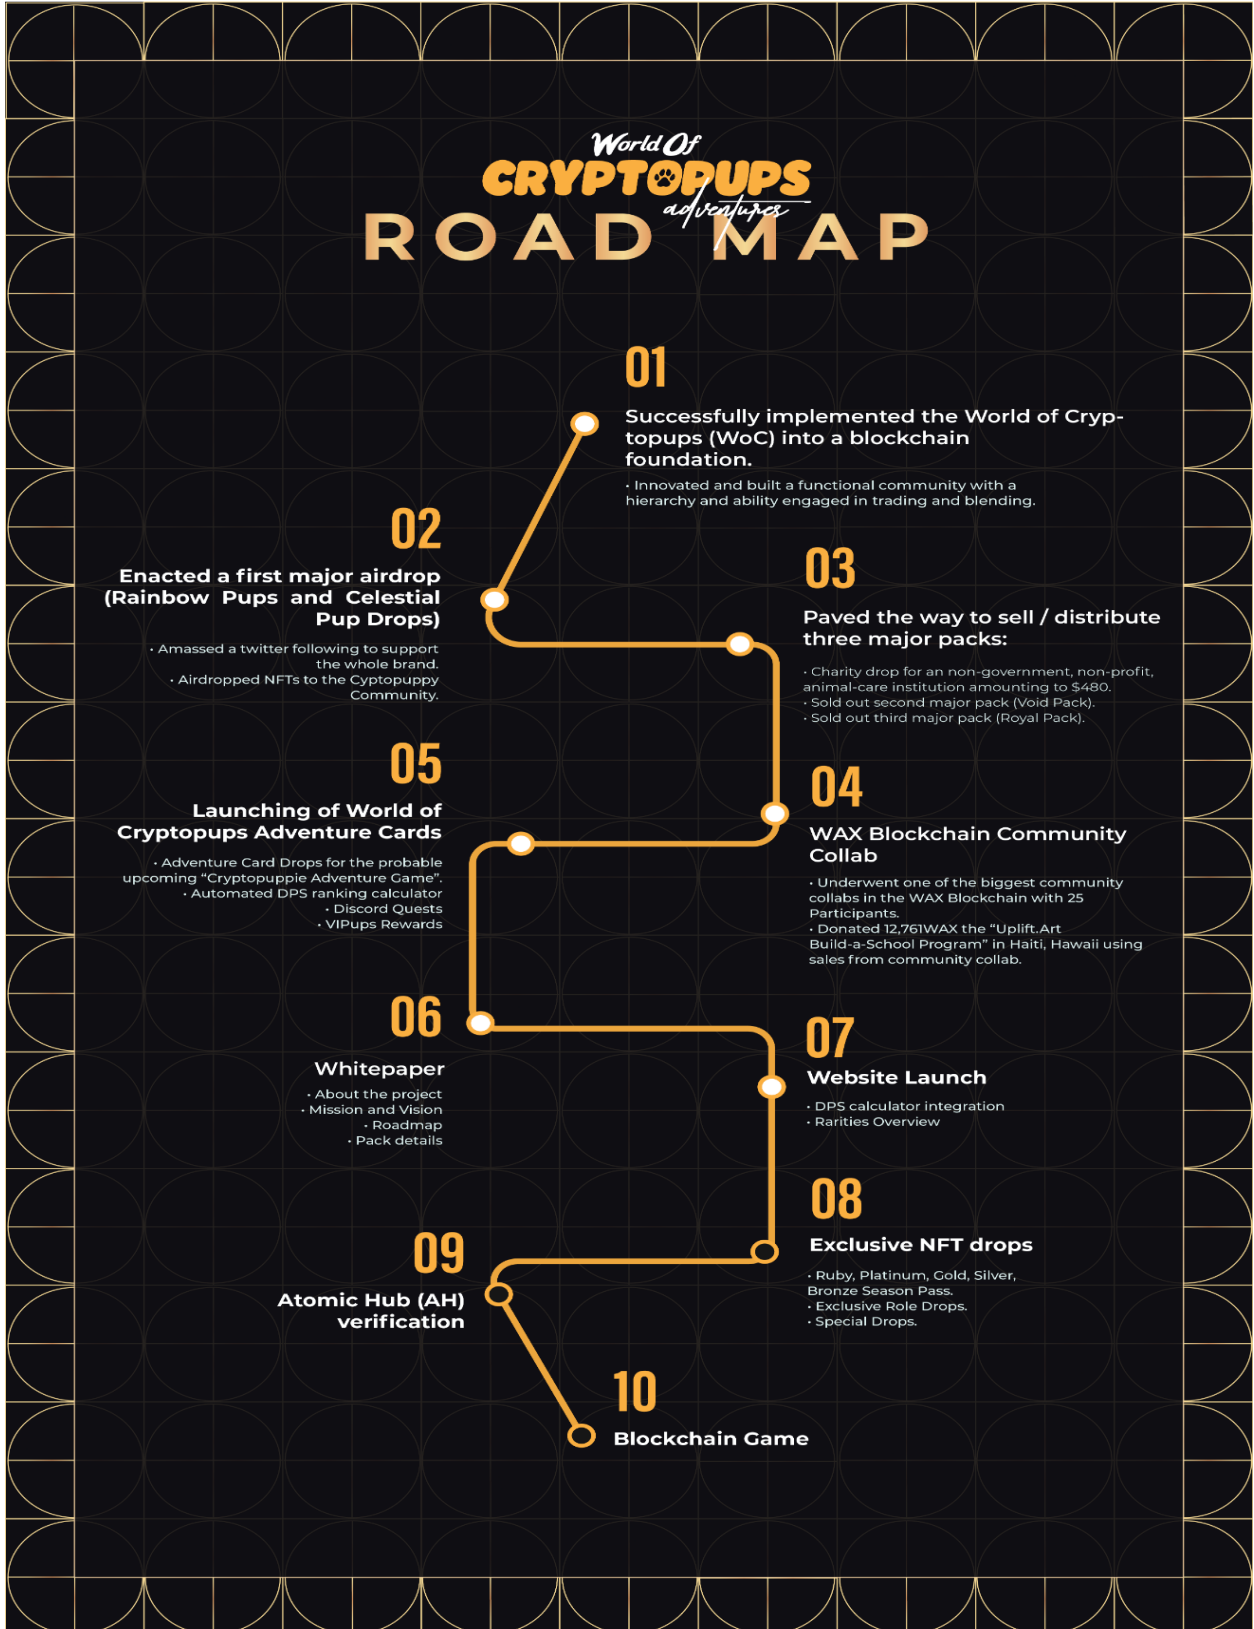 World Of
CRYPTOPUPS
adventures
ROAD MAP
01
Successfully implemented the World of Cryp-
topups (WoC) into a blockchain
foundation.
• Innovated and built a functional community with a
hierarchy and ability engaged in trading and blending.
02
Enacted a first major airdrop
(Rainbow Pups and Celestial
Pup Drops)
• Amassed a twitter following to support
the whole brand.
• Airdropped NFTs to the Cyptopuppy
Community.
03
Paved the way to sell / distribute
three major packs:
• Charity drop for an non-government, non-profit,
animal-care institution amounting to $480.
• Sold out second major pack (Void Pack).
• Sold out third major pack (Royal Pack).
04
WAX Blockchain Community
Collab
• Underwent one of the biggest community
collabs in the WAX Blockchain with 25
Participants.
• Donated 12,761WAX the “Uplift.Art
Build-a-School Program” in Haiti, Hawaii using
sales from community collab.
05
Launching of World of
Cryptopups Adventure Cards
• Adventure Card Drops for the probable
upcoming “Cryptopuppie Adventure Game”.
• Automated DPS ranking calculator
• Discord Quests
• VIPups Rewards
06
Whitepaper
• About the project
• Mission and Vision
• Roadmap
• Pack details
07
Website Launch
• DPS calculator integration
• Rarities Overview
08
Exclusive NFT drops
• Ruby, Platinum, Gold, Silver,
Bronze Season Pass.
• Exclusive Role Drops.
• Special Drops.
09
Atomic Hub (AH)
verification
10
Blockchain Game